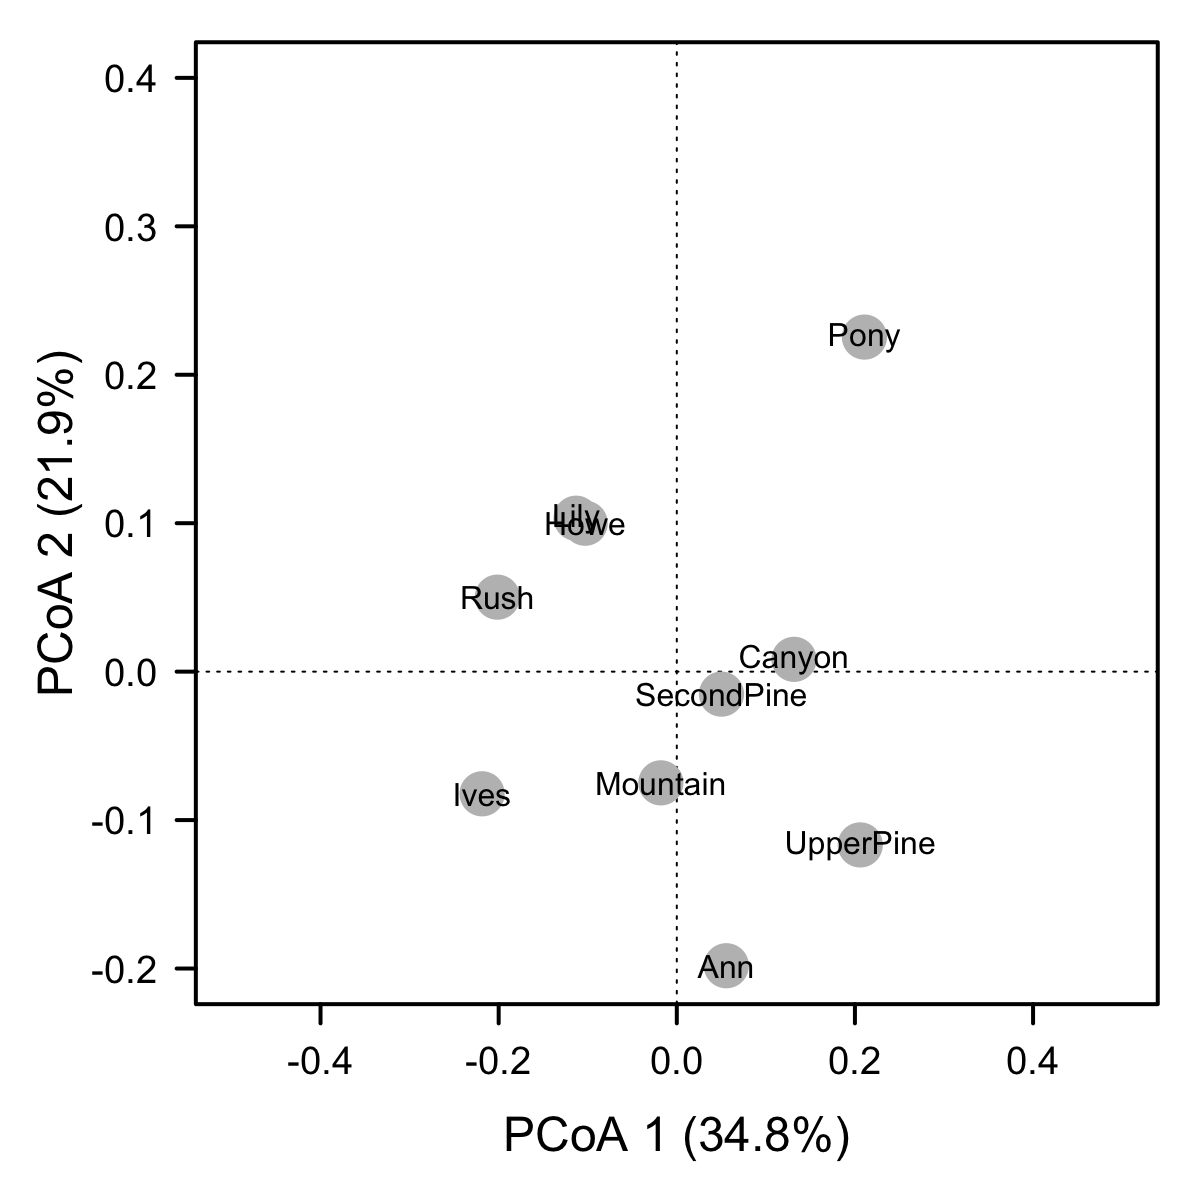 0.4
0.3
0.2
0.1
0.0
-0.1
-0.2
PCoA 2 (21.9%)
Pony
Lily
Howe
Rush
Canyon
SecondPine
Mountain
Ives
UpperPine
Ann
-0.4 -0.2 0.0 0.2 0.4
PCoA 1 (34.8%)